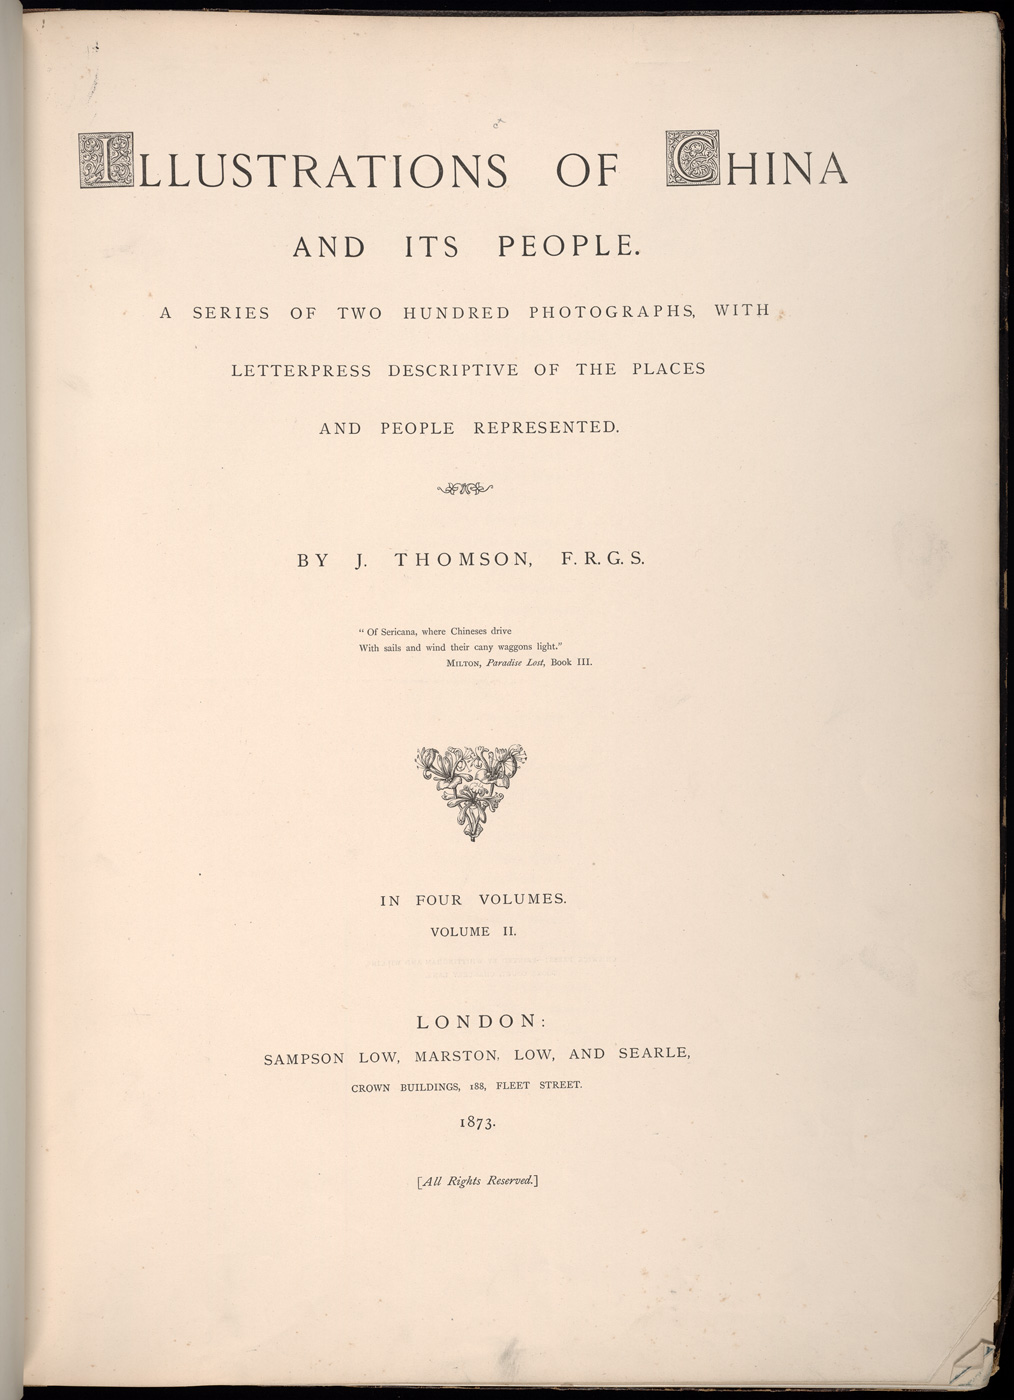 ILLUSTRATIONS OF CHINA
AND ITS PEOPLE.
A SERIES OF TWO HUNDRED PHOTOGRAPHS, WITH
LETTERPRESS DESCRIPTIVE OF THE PLACES
AND PEOPLE REPRESENTED.
BY J. THOMSON, F. R. G. S.
“ Of Sericana, where Chineses drive
With sails and wind their cany waggons light.”
MILTON, Paradise Lost, Book III.
IN FOUR VOLUMES.
VOLUME II.
LONDON:
SAMPSON LOW, MARSTON, LOW, AND SEARLE,
CROWN BUILDINGS, 188, FLEET STREET.
1873.
[All Rights Reserved.]